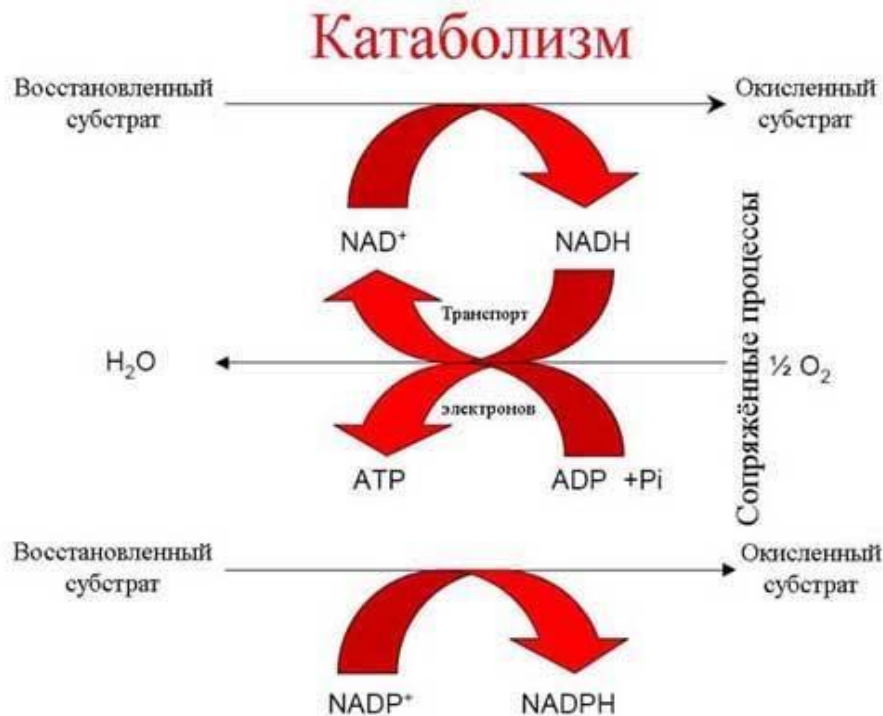 Катаболизм
Восстановленный
субстрат
Окисленный
субстрат
NAD⁺
NADH
Транспорт
H₂O
½ O₂
электронов
ATP
ADP +Pi
Сопряжённые процессы
Восстановленный
субстрат
Окисленный
субстрат
NADP⁺
NADPH